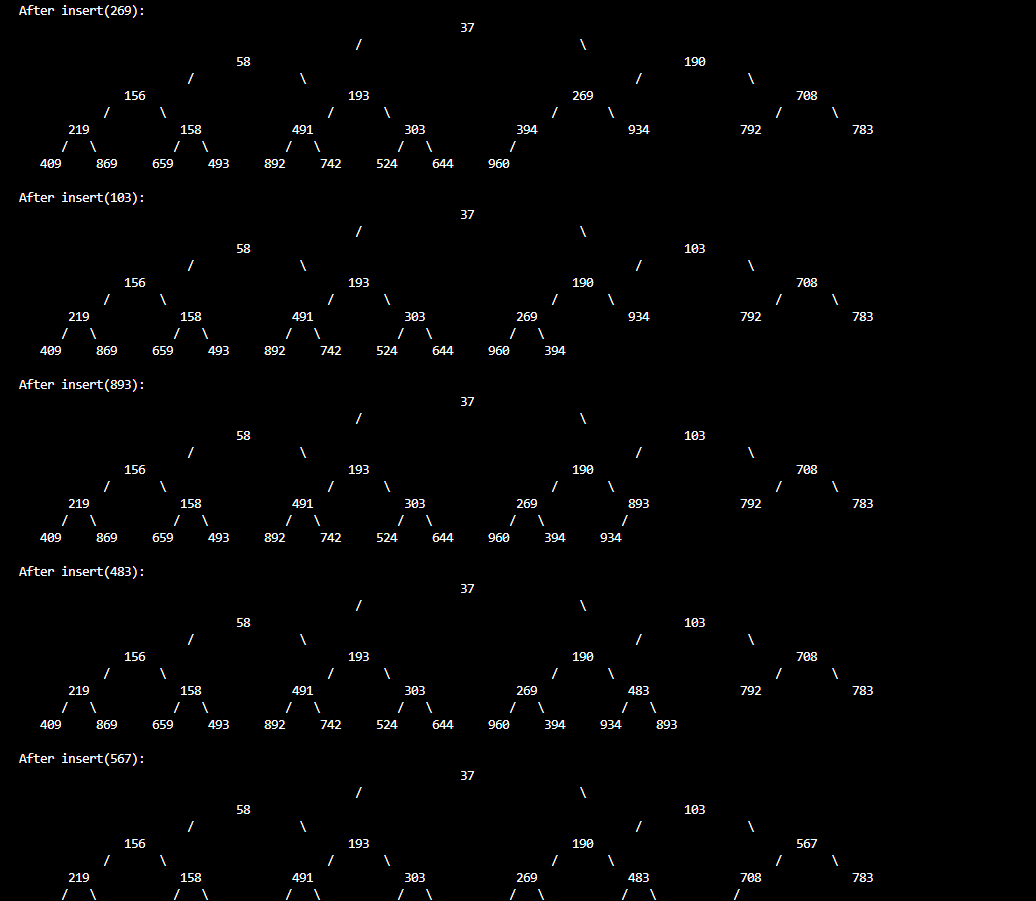 After insert(269):
37
/ \
58 190
/ \ / \
156 193 269 708
/ \ / \ / \ / \
219 158 491 303 394 934 792 783
/ \ / \ / \ / \ /
409 869 659 493 892 742 524 644 960
After insert(103):
37
/ \
58 103
/ \ / \
156 193 190 708
/ \ / \ / \ / \
219 158 491 303 269 934 792 783
/ \ / \ / \ / \ / \
409 869 659 493 892 742 524 644 960 394
After insert(893):
37
/ \
58 103
/ \ / \
156 193 190 708
/ \ / \ / \ / \
219 158 491 303 269 893 792 783
/ \ / \ / \ / \ / \ /
409 869 659 493 892 742 524 644 960 394 934
After insert(483):
37
/ \
58 103
/ \ / \
156 193 190 708
/ \ / \ / \ / \
219 158 491 303 269 483 792 783
/ \ / \ / \ / \ / \ / \
409 869 659 493 892 742 524 644 960 394 934 893
After insert(567):
37
/ \
58 103
/ \ / \
156 193 190 567
/ \ / \ / \ / \
219 158 491 303 269 483 708 783
/ \ / \ / \ / \ / \ / \ /